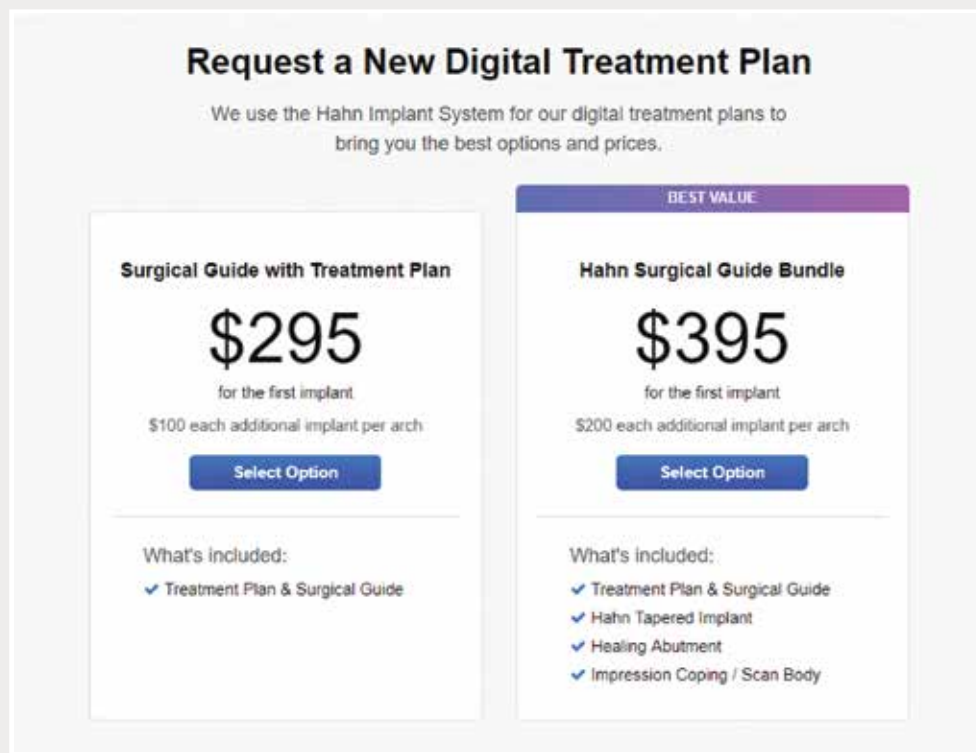 Request a New Digital Treatment Plan
We use the Hahn Implant System for our digital treatment plans to
bring you the best options and prices.
Surgical Guide with Treatment Plan
$295
for the first implant
$100 each additional implant per arch
Select Option
What's included:
Treatment Plan & Surgical Guide
BEST VALUE
Hahn Surgical Guide Bundle
$395
for the first implant
$200 each additional implant per arch
Select Option
What's included:
Treatment Plan & Surgical Guide
Hahn Tapered Implant
Healing Abutment
Impression Coping / Scan Body